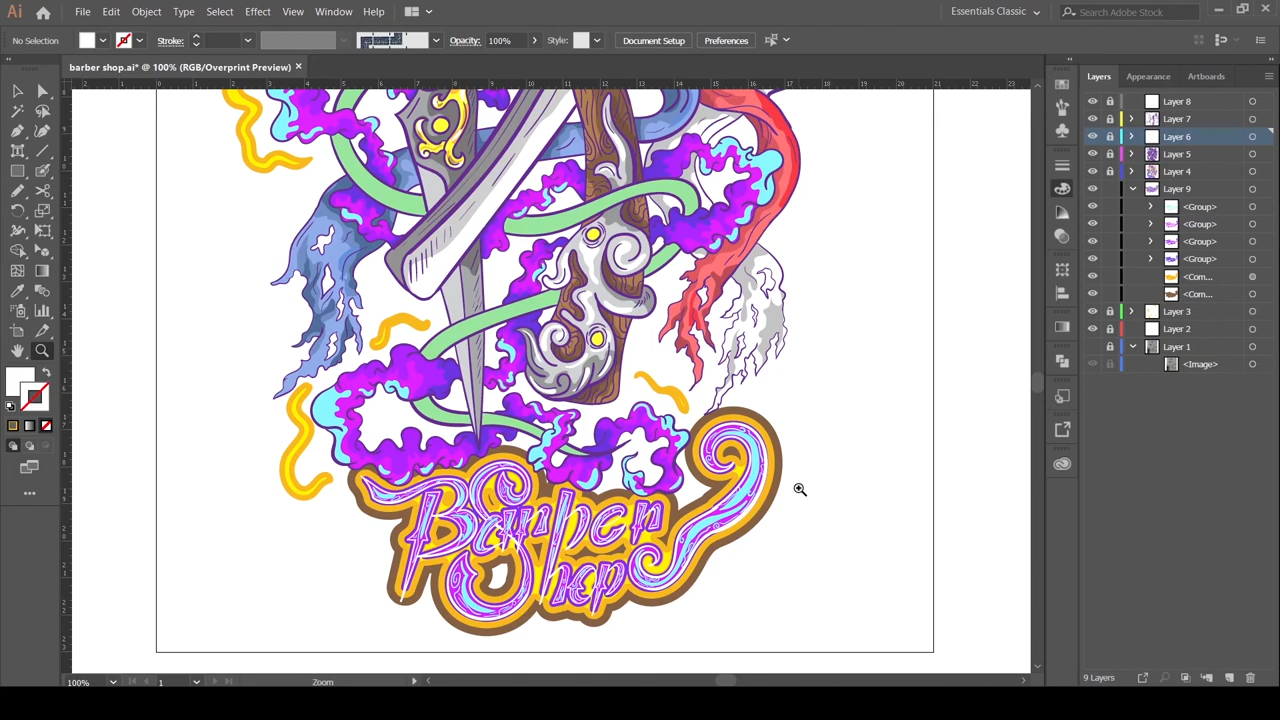 Ai File Edit Object Type Select Effect View Window Help Essentials Classic Search Adobe Stock
No Selection Stroke: Opacity: 100% Style: Document Setup Preferences
barber shop.ai* @ 100% (RGB/Overprint Preview)
Layers Appearance Artboards
Layer 8
Layer 7
Layer 6
Layer 5
Layer 4
Layer 9
<Group>
<Group>
<Group>
<Group>
<Com...
<Com...
Layer 3
Layer 2
Layer 1
<Image>
Barber
Shop
100% 1 Zoom 9 Layers